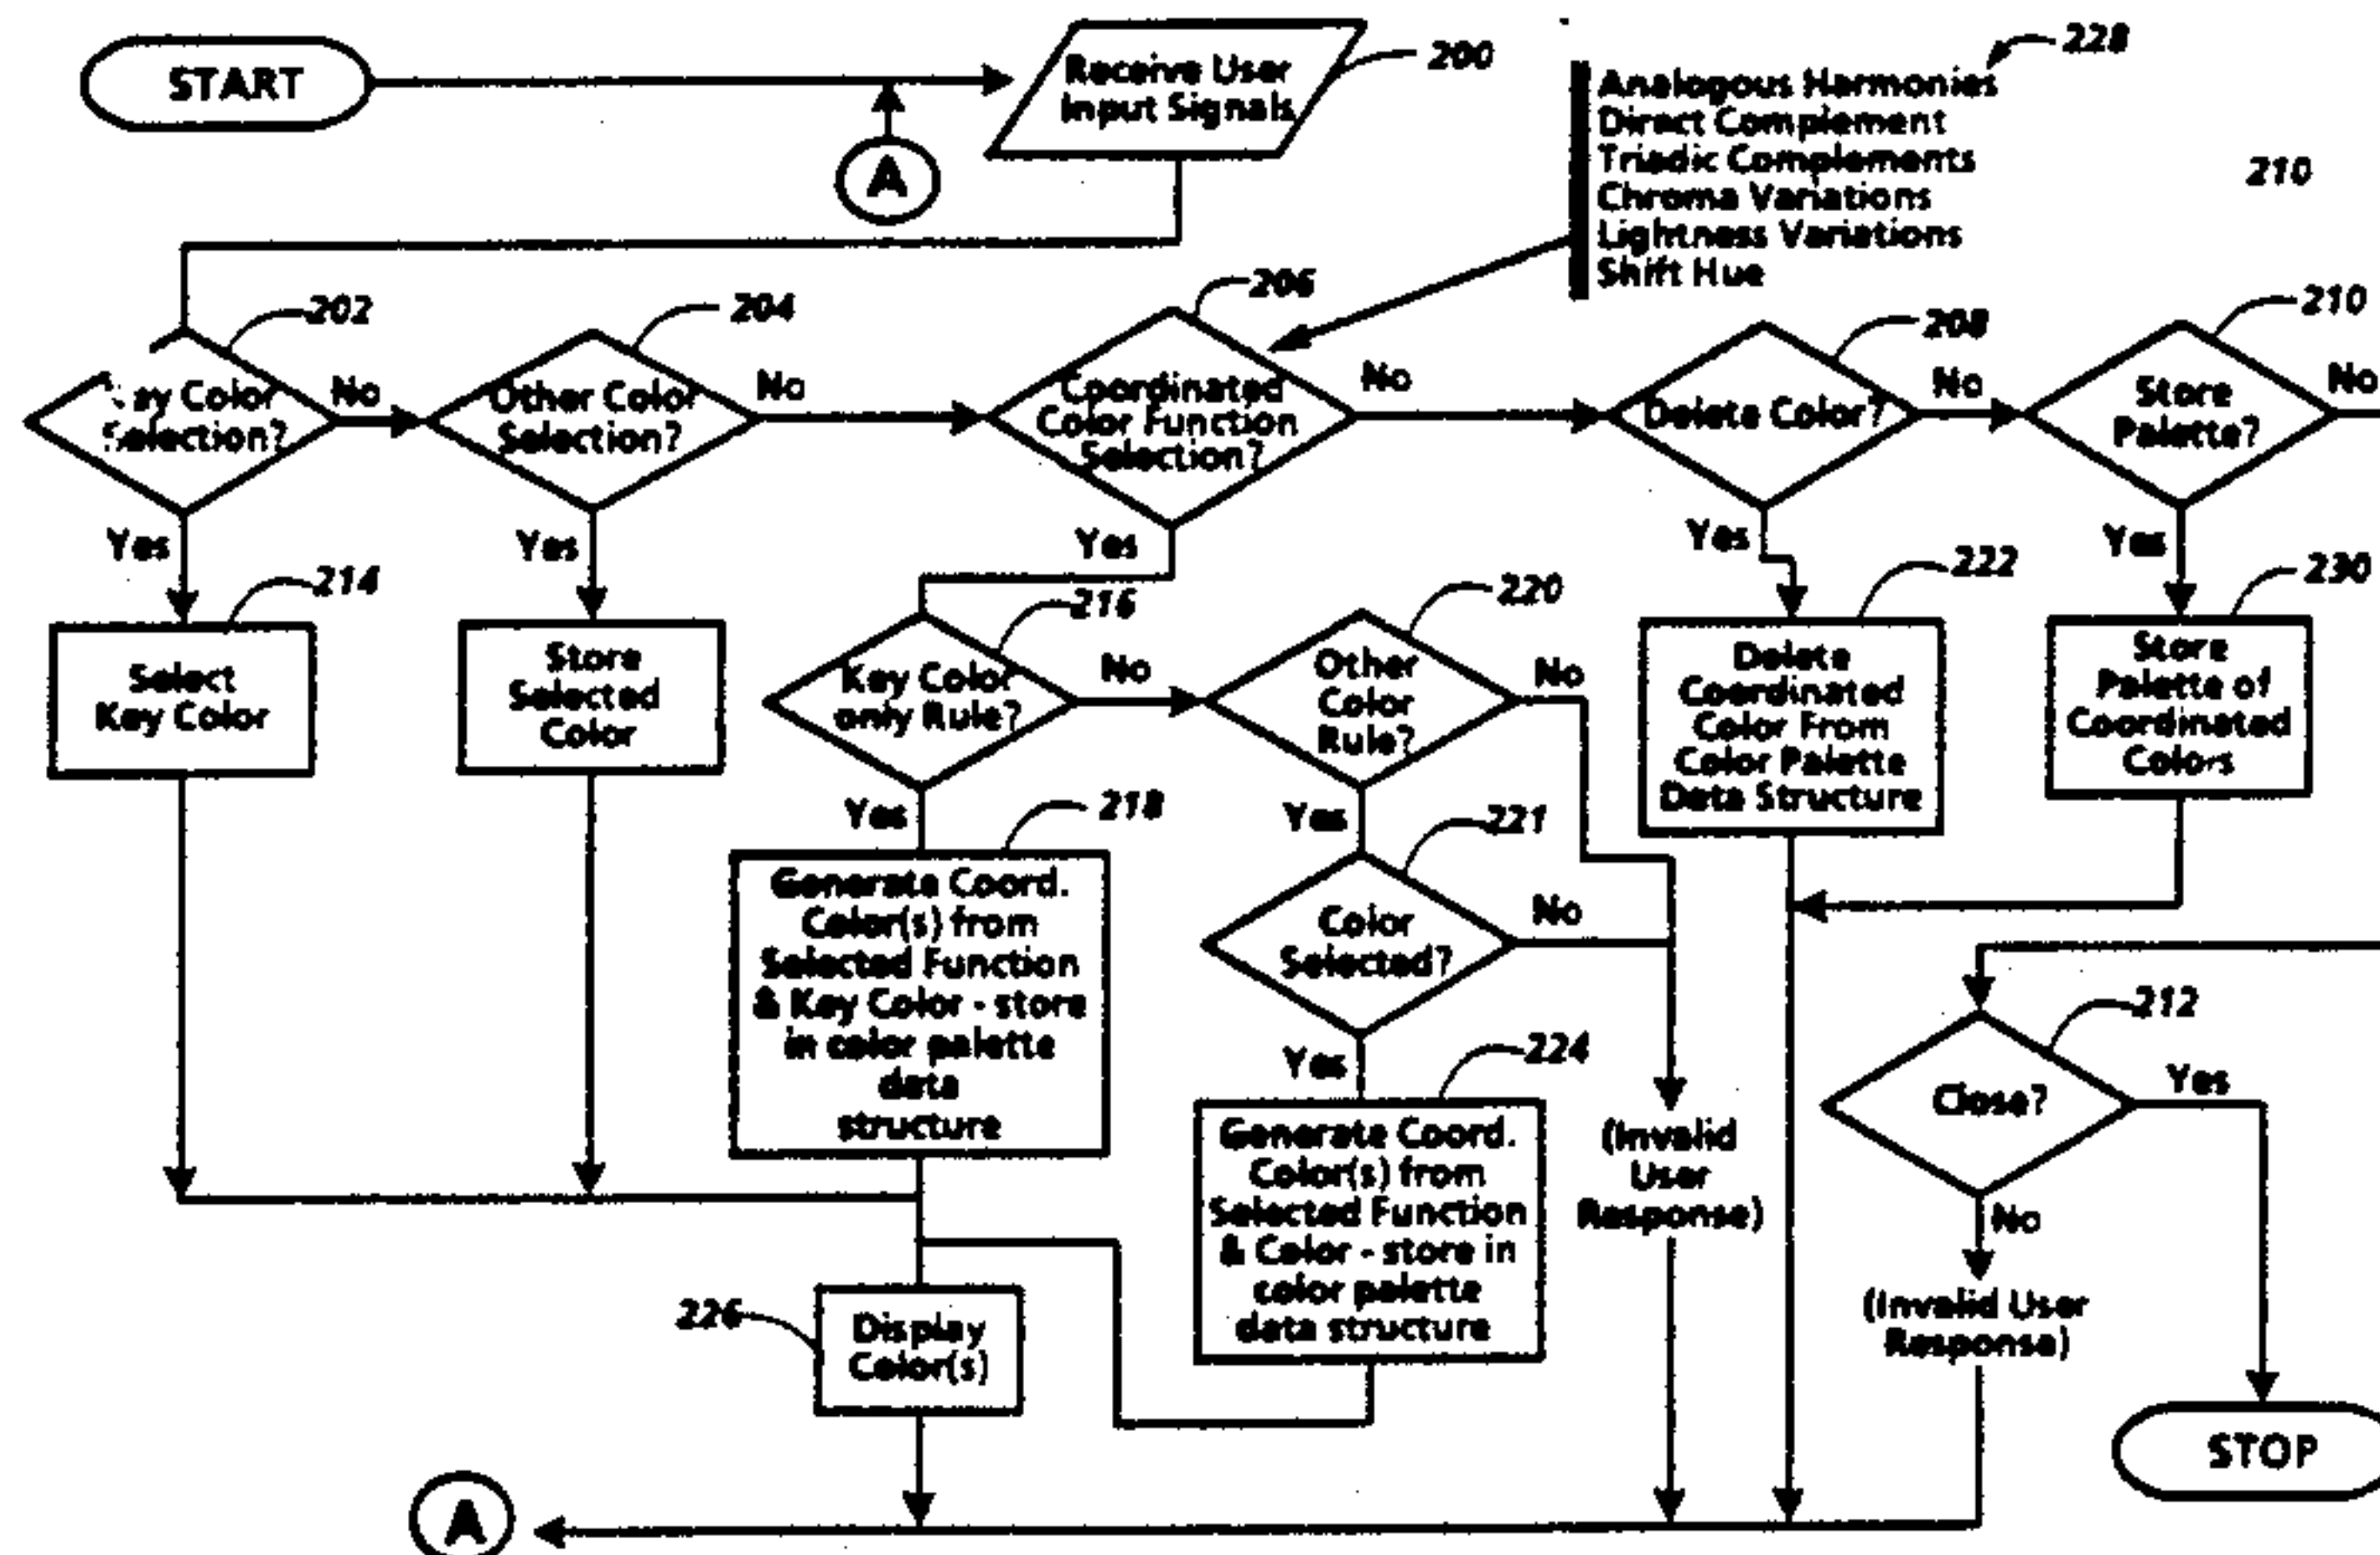 START
Receive User
Input Signals
200
A
228
Analogous Harmonies
Direct Complement
Triadic Complements
Chroma Variations
Lightness Variations
Shift Hue
210
202
ay Color
Selection?
No
Yes
204
Other Color
Selection?
No
Yes
206
Coordinated
Color Function
Selection?
No
Yes
208
Delete Color?
No
Yes
210
Store
Palette?
No
Yes
214
Select
Key Color
Store
Selected
Color
216
Key Color
only Rule?
No
Yes
220
Other
Color
Rule?
No
Yes
222
Delete
Coordinated
Color From
Color Palette
Data Structure
230
Store
Palette of
Coordinated
Colors
218
Generate Coord.
Color(s) from
Selected Function
& Key Color - store
in color palette
data
structure
221
Color
Selected?
No
Yes
224
Generate Coord.
Color(s) from
Selected Function
& Color - store in
color palette
data structure
(Invalid
User
Response)
212
Close?
Yes
No
(Invalid User
Response)
226
Display
Color(s)
STOP
A